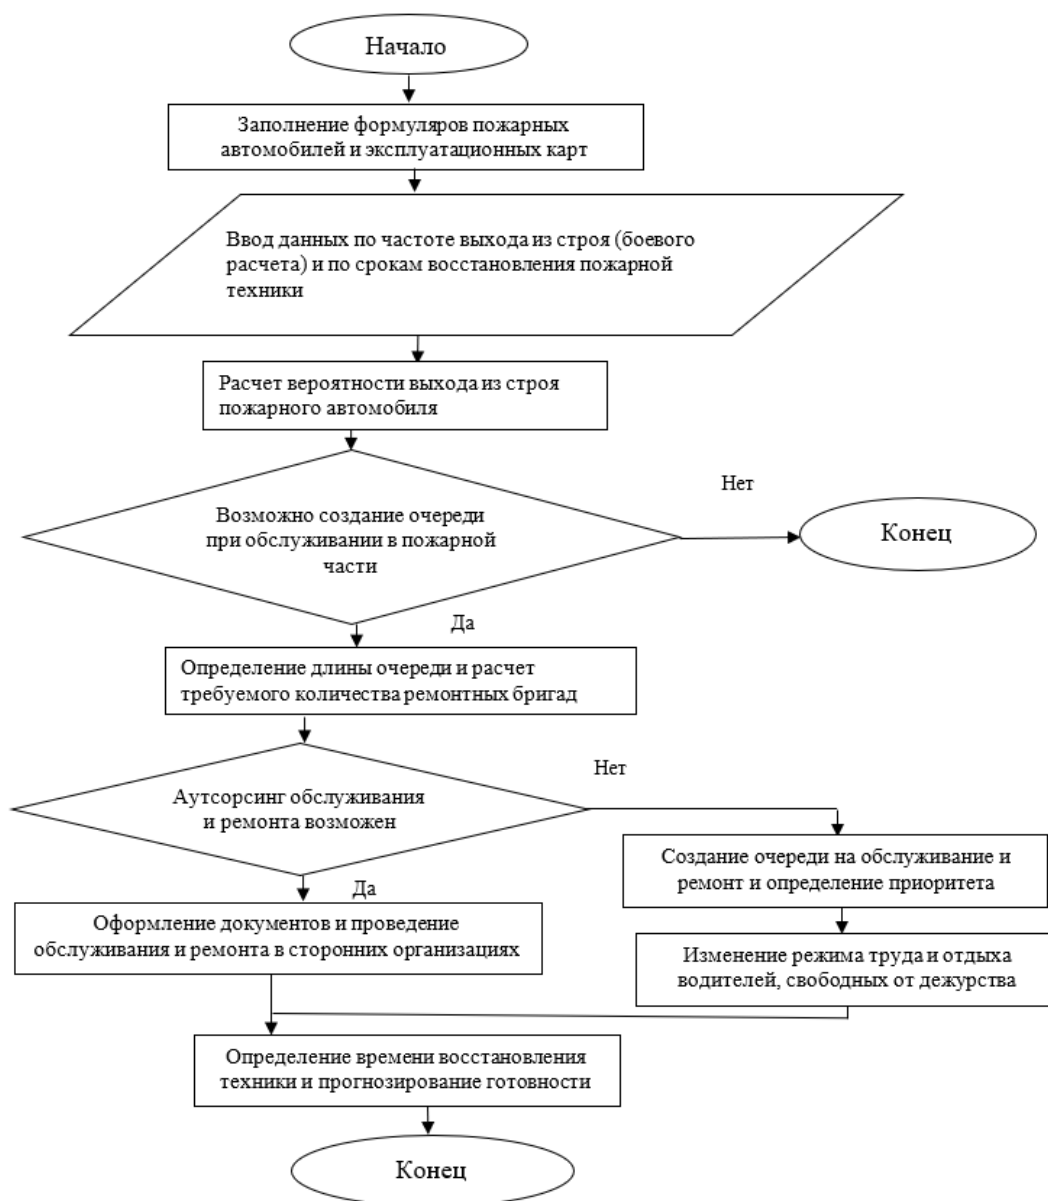 Начало
Заполнение формуляров пожарных
автомобилей и эксплуатационных карт
Ввод данных по частоте выхода из строя (боевого
расчета) и по срокам восстановления пожарной
техники
Расчет вероятности выхода из строя
пожарного автомобиля
Возможно создание очереди
при обслуживании в пожарной
части
Нет
Конец
Да
Определение длины очереди и расчет
требуемого количества ремонтных бригад
Аутсорсинг обслуживания
и ремонта возможен
Нет
Создание очереди на обслуживание и
ремонт и определение приоритета
Да
Оформление документов и проведение
обслуживания и ремонта в сторонних организациях
Изменение режима труда и отдыха
водителей, свободных от дежурства
Определение времени восстановления
техники и прогнозирование готовности
Конец